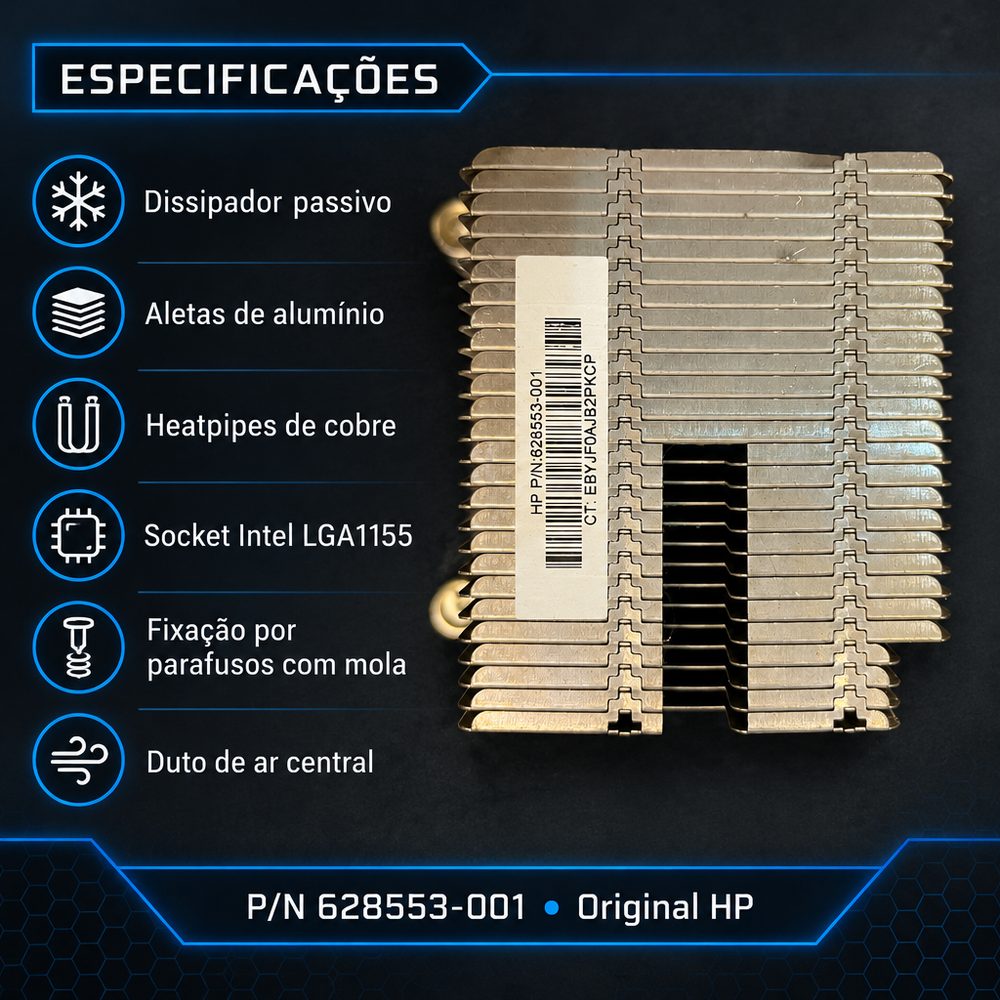 ESPECIFICAÇÕES
Dissipador passivo
Aletas de alumínio
Heatpipes de cobre
Socket Intel LGA1155
Fixação por
parafusos com mola
Duto de ar central
HP P/N:628553-001
CT: EBYJF0AJB2PKCP
P/N 628553-001 • Original HP